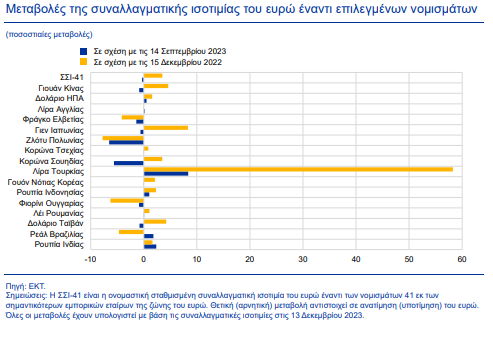 Μεταβολές της συναλλαγματικής ισοτιμίας του ευρώ έναντι επιλεγμένων νομισμάτων
(ποσοστιαίες μεταβολές)
Σε σχέση με τις 14 Σεπτεμβρίου 2023
Σε σχέση με τις 15 Δεκεμβρίου 2022
ΣΣΙ-41
Γιουάν Κίνας
Δολάριο ΗΠΑ
Λίρα Αγγλίας
Φράγκο Ελβετίας
Γιεν Ιαπωνίας
Ζλότυ Πολωνίας
Κορώνα Τσεχίας
Κορώνα Σουηδίας
Λίρα Τουρκίας
Γουόν Νότιας Κορέας
Ρουπία Ινδονησίας
Φιορίνι Ουγγαρίας
Λέι Ρουμανίας
Δολάριο Ταϊβάν
Ρεάλ Βραζιλίας
Ρουπία Ινδίας
-10 0 10 20 30 40 50 60
Πηγή: ΕΚΤ.
Σημειώσεις: Η ΣΣΙ-41 είναι η ονομαστική σταθμισμένη συναλλαγματική ισοτιμία του ευρώ έναντι των νομισμάτων 41 εκ των
σημαντικότερων εμπορικών εταίρων της ζώνης του ευρώ. Θετική (αρνητική) μεταβολή αντιστοιχεί σε ανατίμηση (υποτίμηση) του ευρώ.
Όλες οι μεταβολές έχουν υπολογιστεί με βάση τις συναλλαγματικές ισοτιμίες στις 13 Δεκεμβρίου 2023.